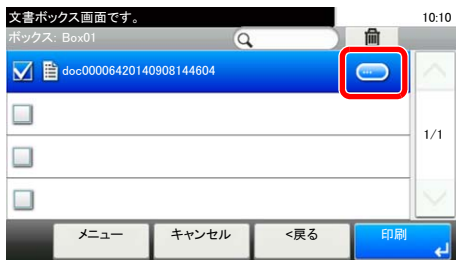 文書ボックス画面です。 10:10
ボックス: Box01
doc00006420140908144604
1/1
メニュー キャンセル <戻る 印刷